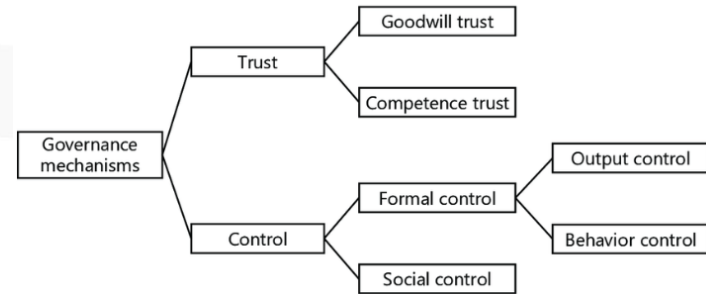 Goodwill trust
Trust
Competence trust
Governance
mechanisms
Output control
Formal control
Control
Behavior control
Social control